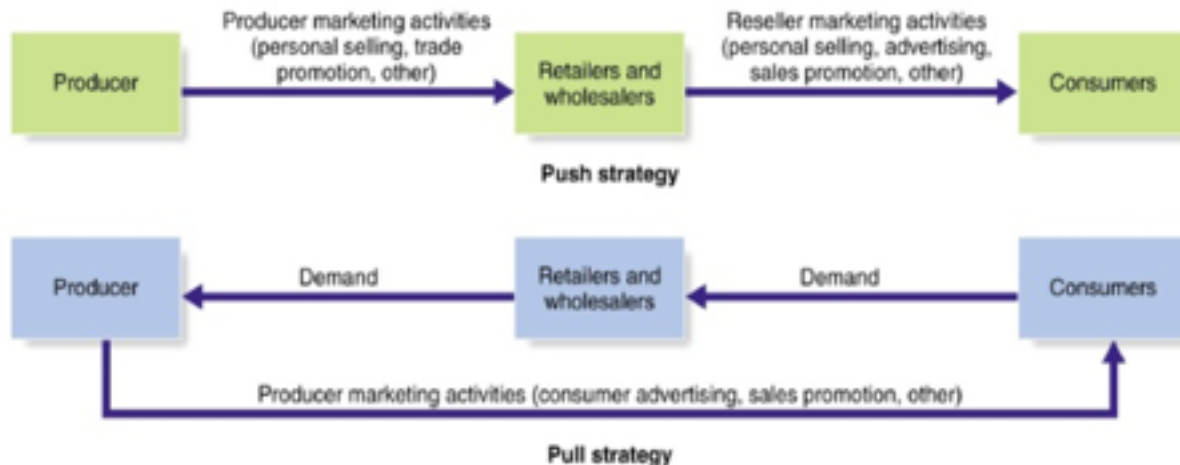 Producer marketing activities
(personal selling, trade
promotion, other)
Reseller marketing activities
(personal selling, advertising,
sales promotion, other)
Producer
Retailers and
wholesalers
Consumers
Push strategy
Producer
Demand
Retailers and
wholesalers
Demand
Consumers
Producer marketing activities (consumer advertising, sales promotion, other)
Pull strategy